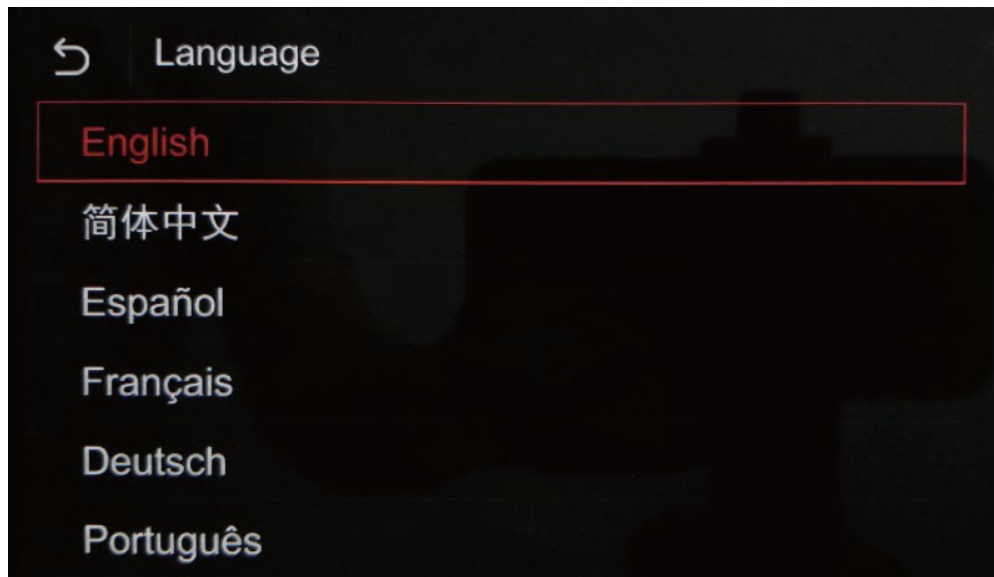 Language
English
简体中文
Español
Français
Deutsch
Português